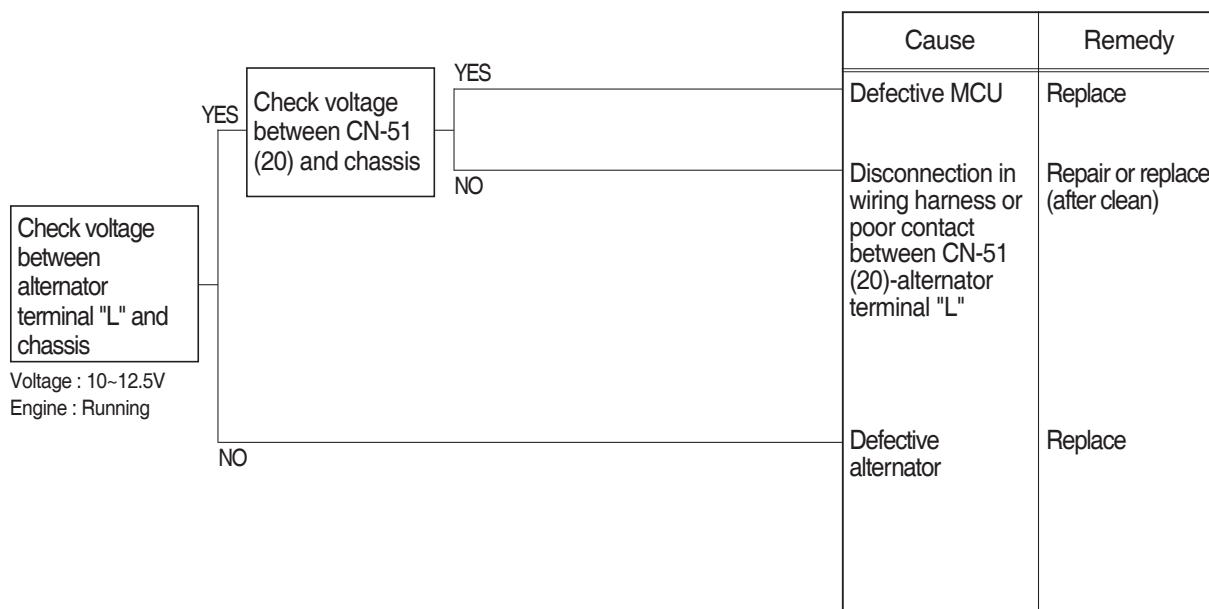 Cause
Remedy
YES
Defective MCU
Replace
YES
Check voltage
between CN-51
(20) and chassis
NO
Disconnection in
wiring harness or
poor contact
between CN-51
(20)-alternator
terminal "L"
Repair or replace
(after clean)
Check voltage
between
alternator
terminal "L" and
chassis
Voltage : 10~12.5V
Engine : Running
NO
Defective
alternator
Replace